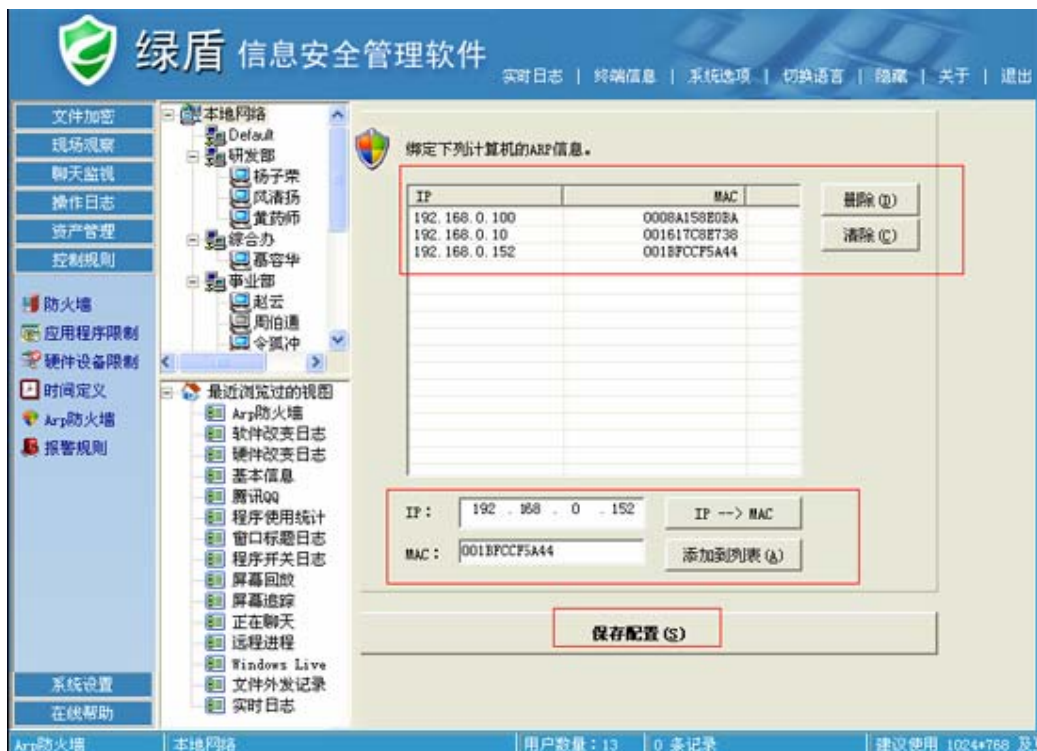 绿盾 信息安全管理软件
实时日志 | 终端信息 | 系统选项 | 切换语言 | 隐藏 | 关于 | 退出
文件加密
现场观察
聊天监视
操作日志
资产管理
控制规则
防火墙
应用程序限制
硬件设备限制
时间定义
Arp防火墙
报警规则
系统设置
在线帮助
本地网络
Default
研发部
杨子荣
风清扬
黄药师
综合办
慕容华
事业部
赵云
周伯通
令狐冲
最近浏览过的视图
Arp防火墙
软件改变日志
硬件改变日志
基本信息
腾讯QQ
程序使用统计
窗口标题日志
程序开关日志
屏幕回放
屏幕追踪
正在聊天
远程进程
Windows Live
文件外发记录
实时日志
绑定下列计算机的ARP信息。
IP MAC
192.168.0.100 0008A158E0BA
192.168.0.10 001617C8E738
192.168.0.152 001BFCCF5A44
删除(D)
清除(C)
IP: 192 . 168 . 0 . 152 IP --> MAC
MAC: 001BFCCF5A44 添加到列表(A)
保存配置(S)
Arp防火墙 本地网络 用户数量:13 0 条记录 建议使用 1024*768 及